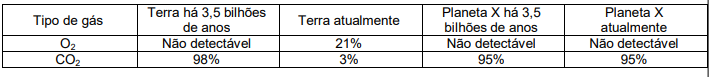 Tipo de gás Terra há 3,5 bilhões de anos Terra atualmente Planeta X há 3,5 bilhões de anos Planeta X atualmente
O2 Não detectável 21% Não detectável Não detectável
CO2 98% 3% 95% 95%